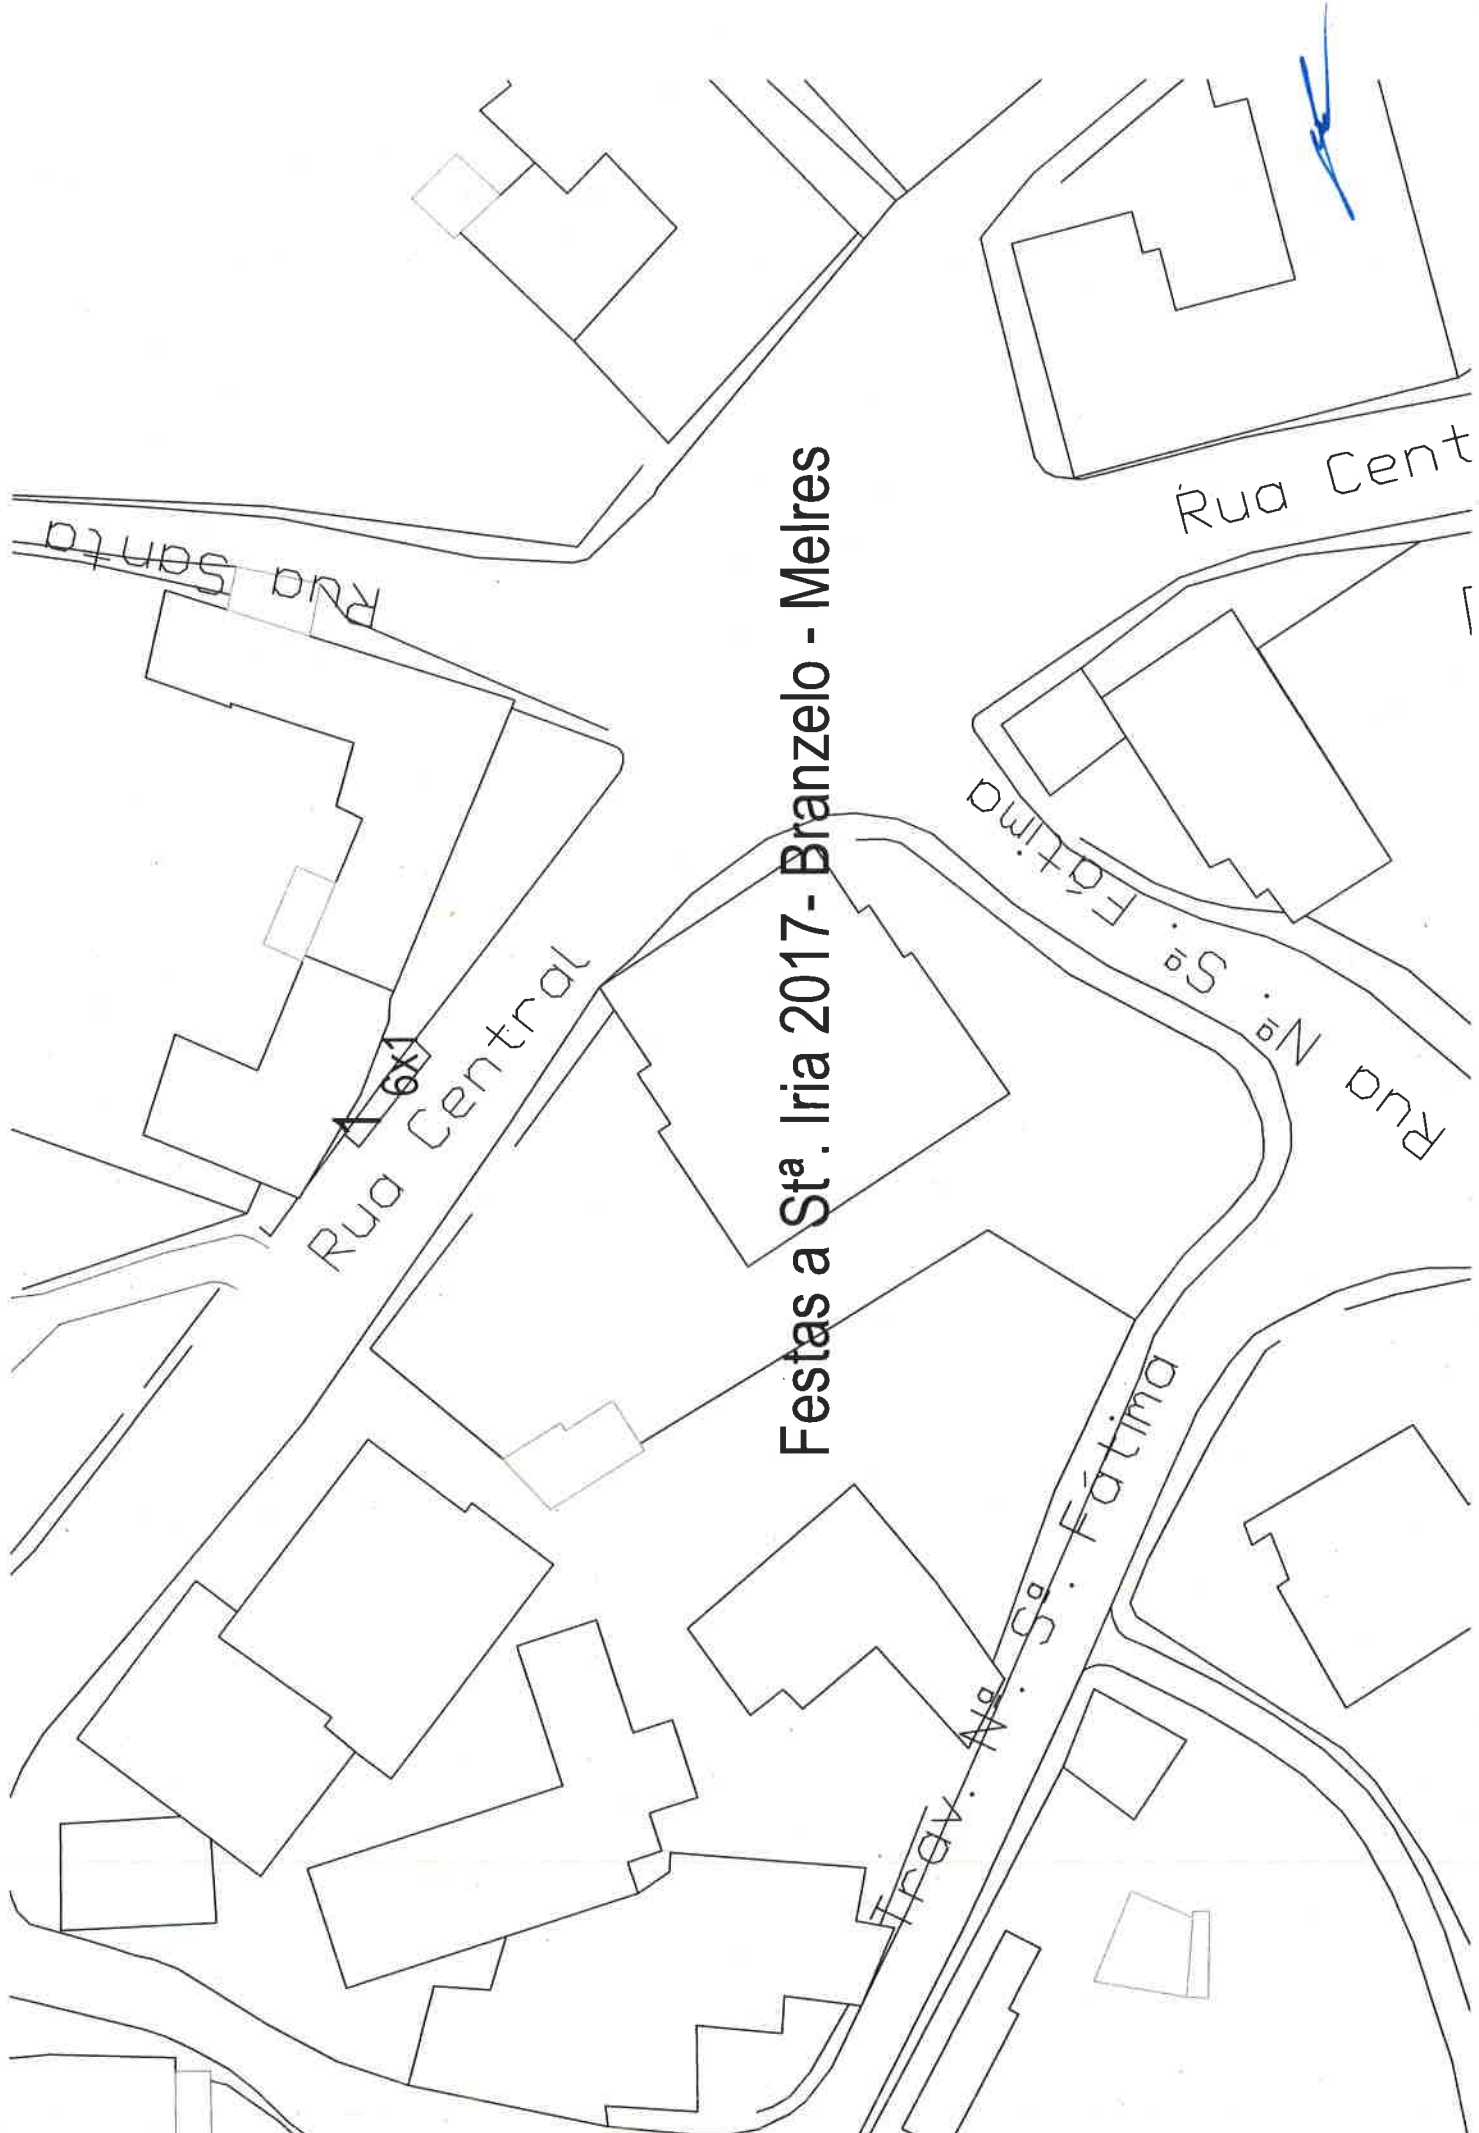 Festas a Stª. Iria 2017- Branzelo - Melres
Rua Santa
Rua Cent
Rua Central
1
6x1
Rua Nª. Sª. Fátima
Trav. Nª. Sª. Fátima